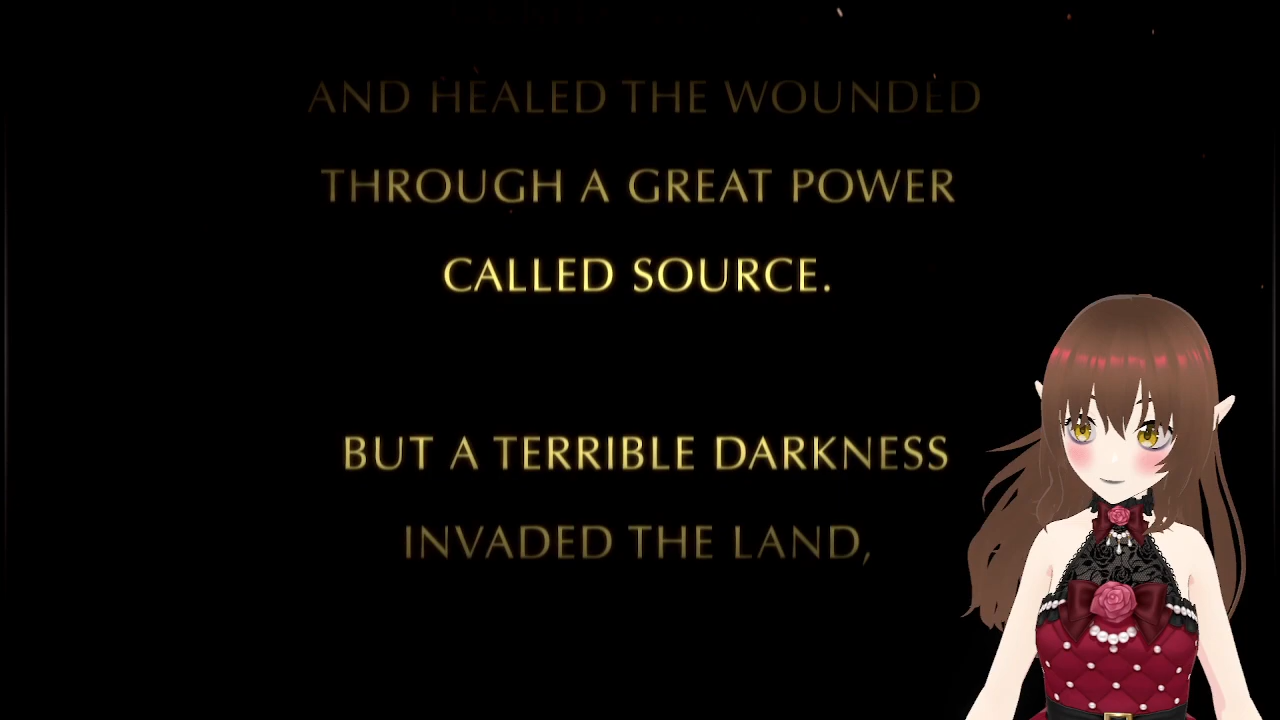 AND HEALED THE WOUNDED
THROUGH A GREAT POWER
CALLED SOURCE.
BUT A TERRIBLE DARKNESS
INVADED THE LAND,